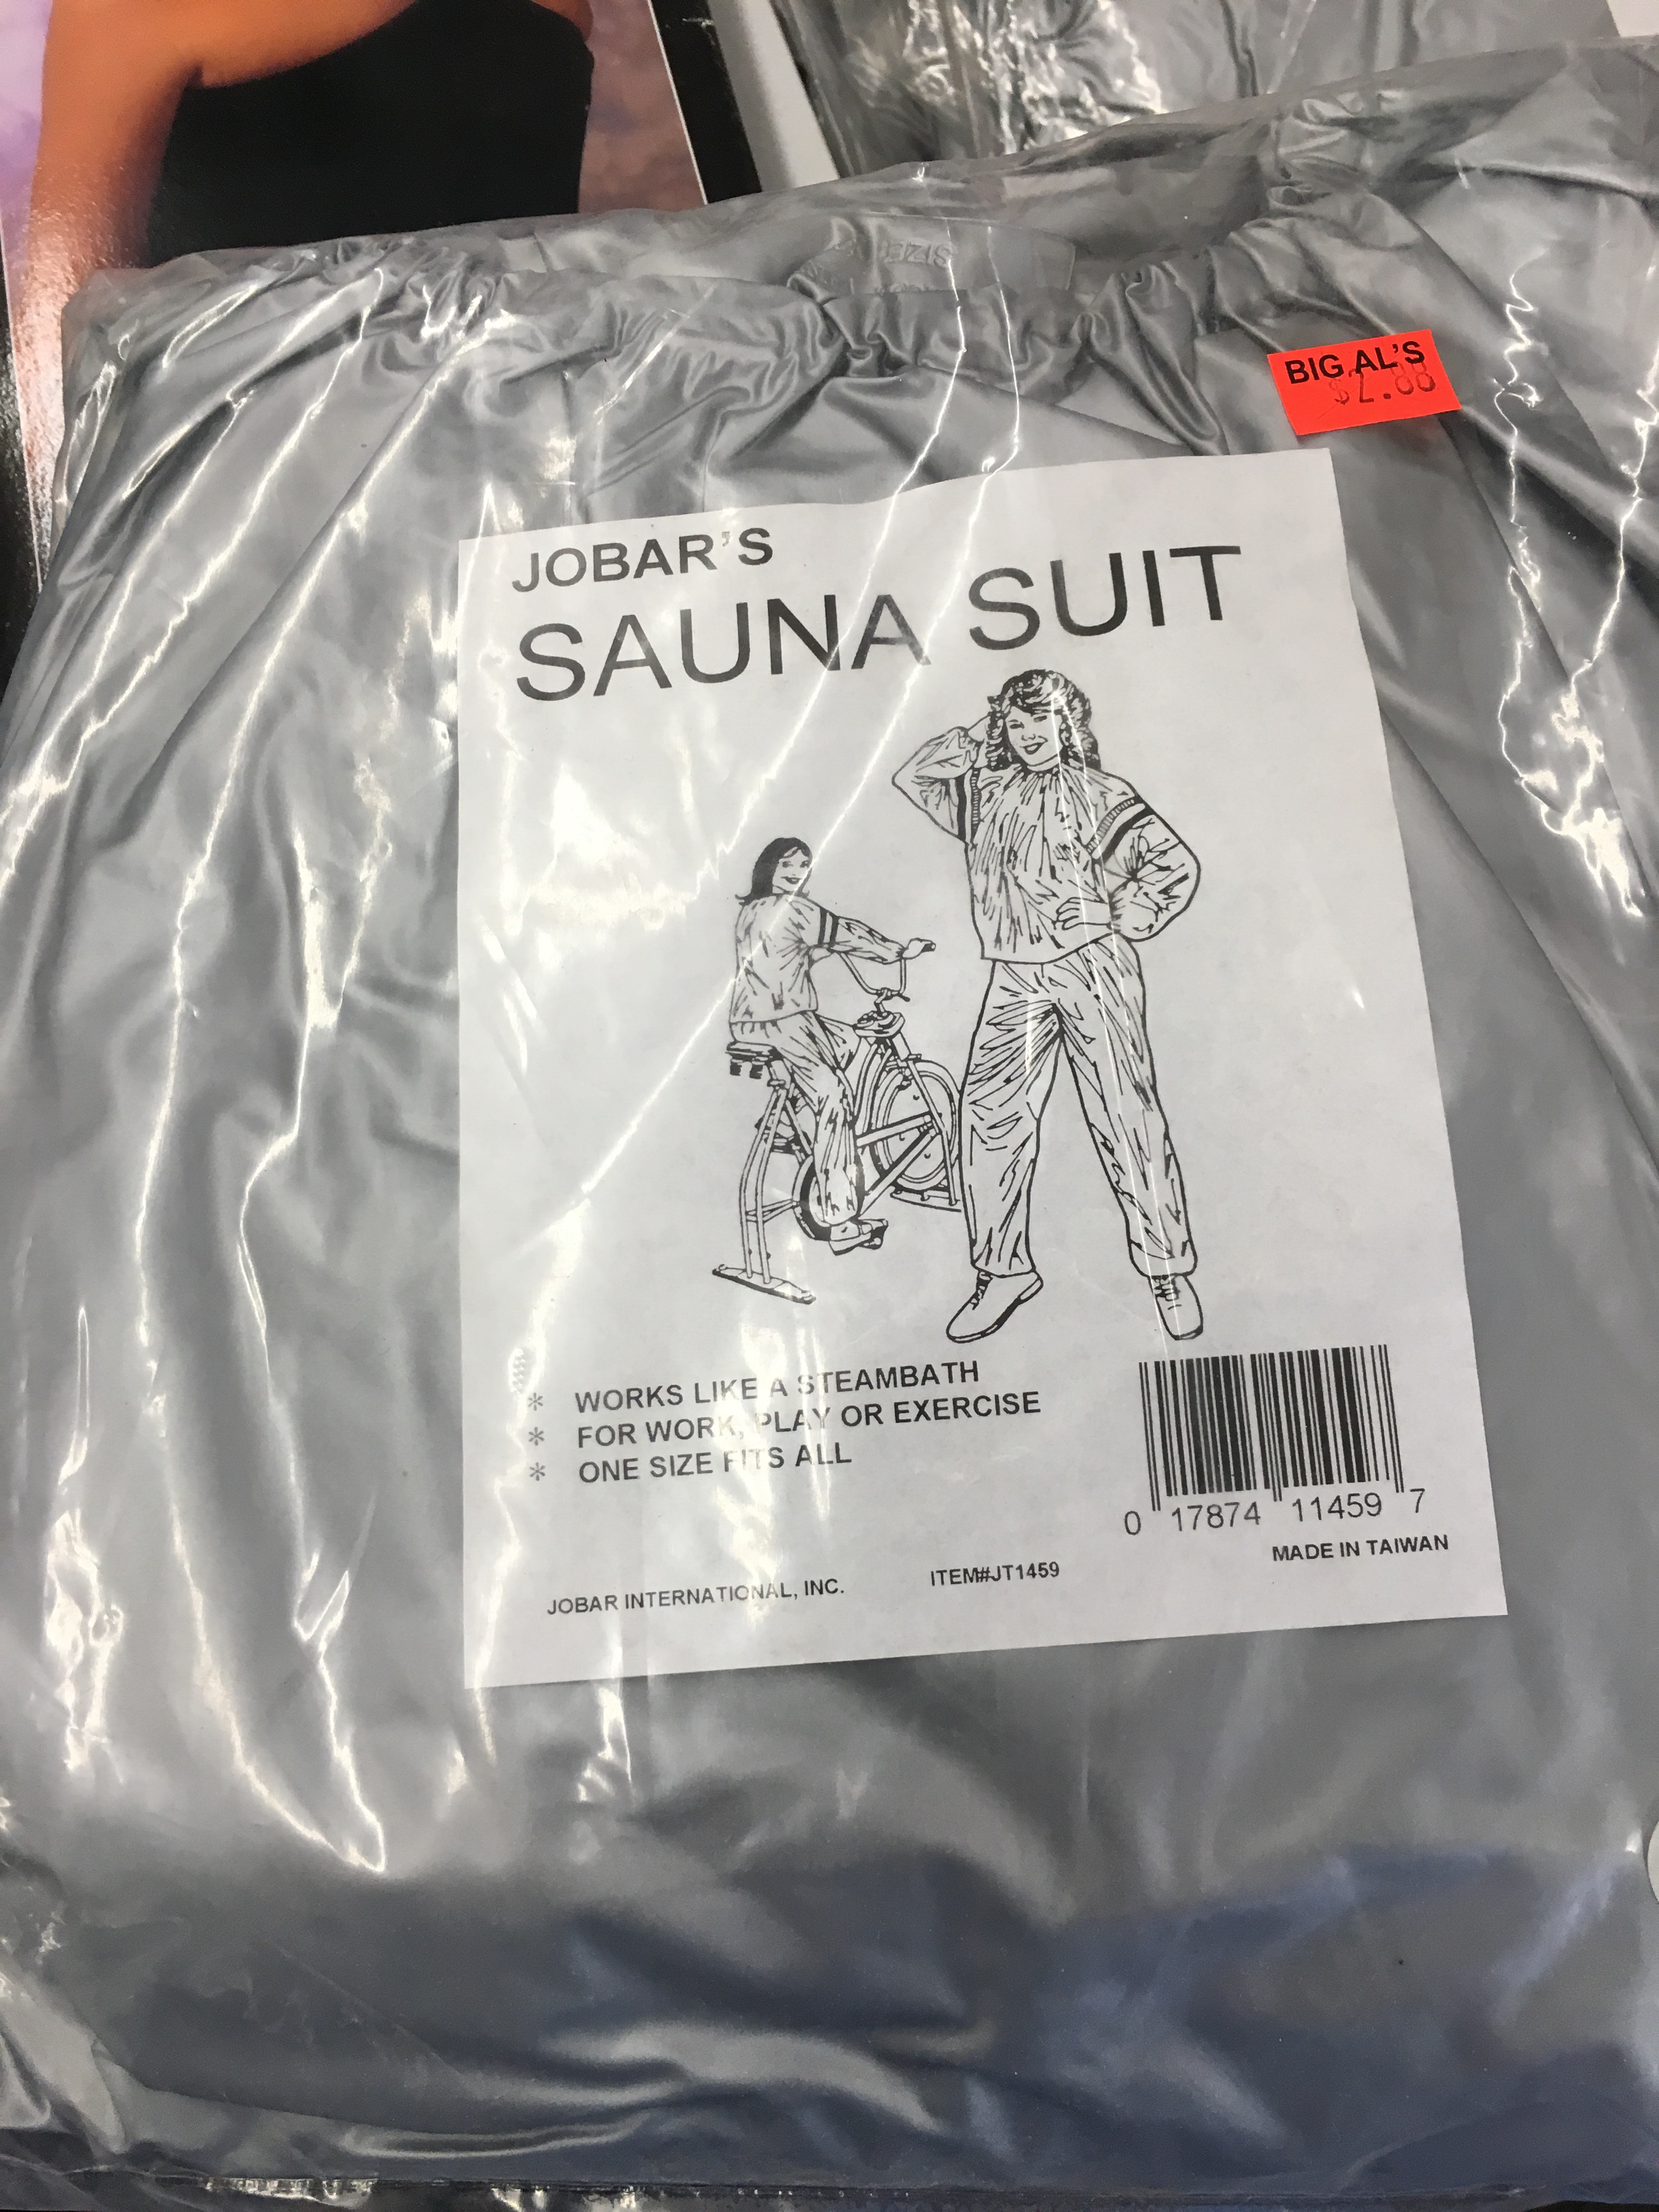 SIZE
BIG AL'S
$2.88
JOBAR'S
SAUNA SUIT
* WORKS LIKE A STEAMBATH
* FOR WORK, PLAY OR EXERCISE
* ONE SIZE FITS ALL
0 17874 11459 7
MADE IN TAIWAN
JOBAR INTERNATIONAL, INC. ITEM#JT1459